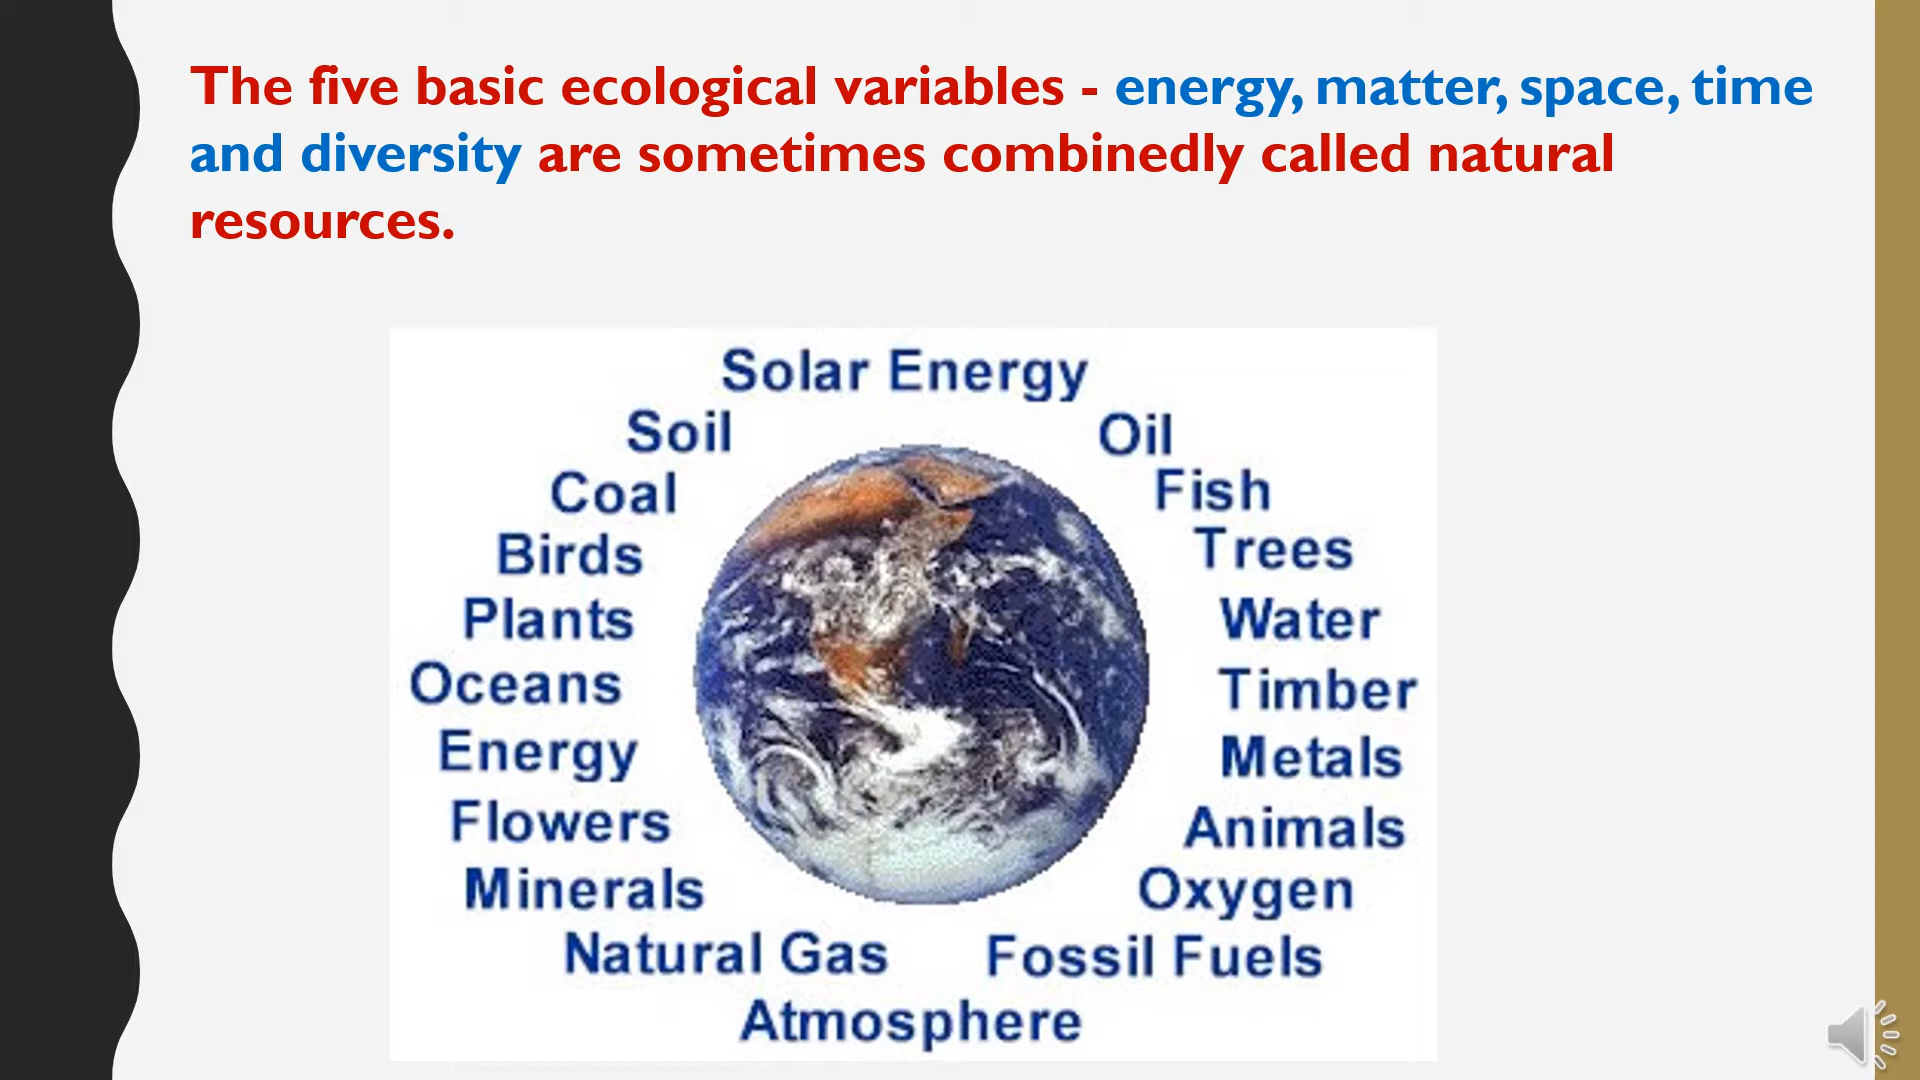 The five basic ecological variables - energy, matter, space, time
and diversity are sometimes combinedly called natural
resources.
Solar Energy
Soil
Oil
Coal
Fish
Birds
Trees
Plants
Water
Oceans
Timber
Energy
Metals
Flowers
Animals
Minerals
Oxygen
Natural Gas
Fossil Fuels
Atmosphere